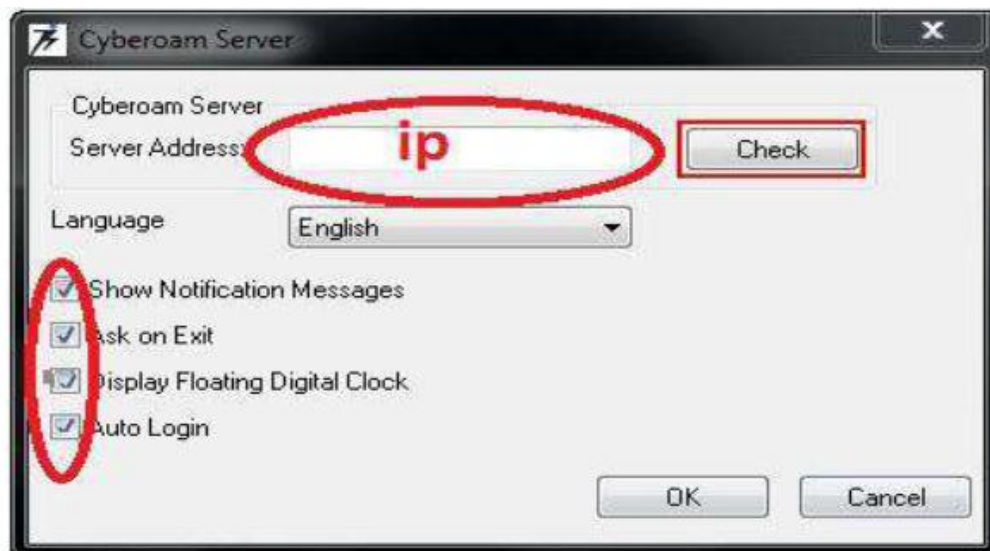 Cyberoam Server
Cyberoam Server
Server Address:
ip
Check
Language
English
Show Notification Messages
Ask on Exit
Display Floating Digital Clock
Auto Login
OK
Cancel